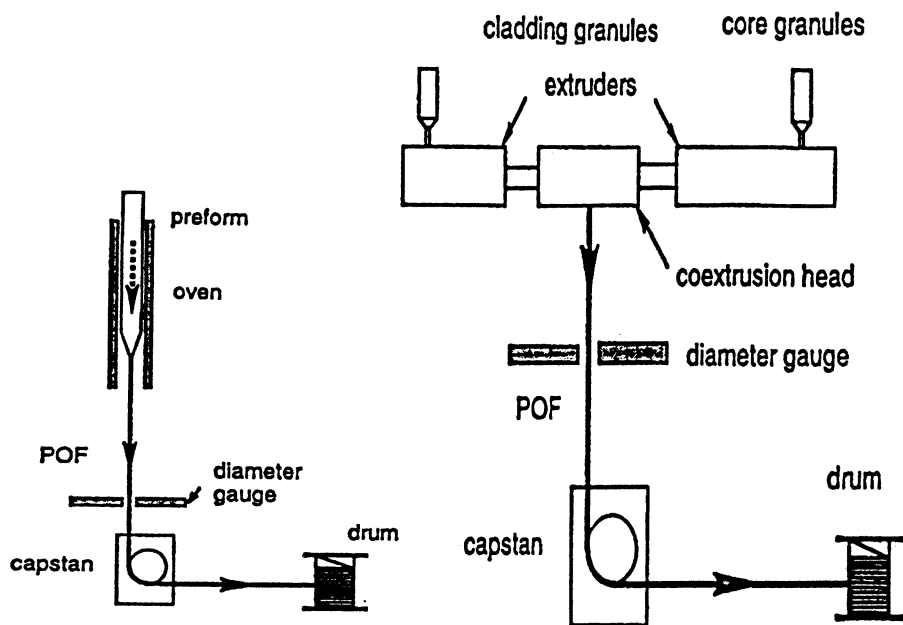 preform
oven
POF
diameter
gauge
capstan
drum
cladding granules
core granules
extruders
coextrusion head
diameter gauge
POF
capstan
drum